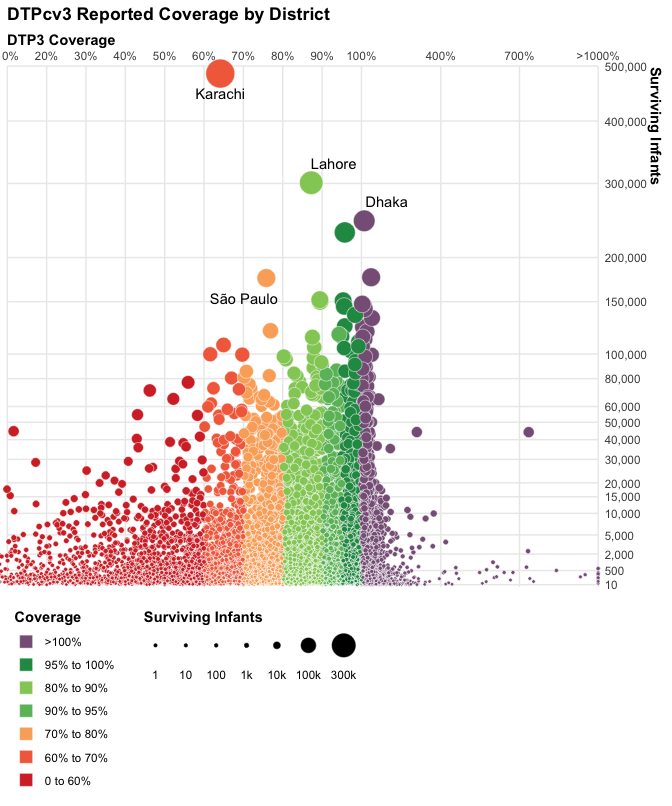 DTPcv3 Reported Coverage by District
DTP3 Coverage
0% 20% 30% 40% 50% 60% 70% 80% 90% 100% 400% 700% >1000%
500,000
Surviving Infants
Karachi
400,000
Lahore
300,000
Dhaka
200,000
São Paulo
150,000
100,000
80,000
60,000
50,000
40,000
30,000
20,000
15,000
10,000
5,000
2,000
500
10
Coverage
>100%
95% to 100%
80% to 90%
90% to 95%
70% to 80%
60% to 70%
0 to 60%
Surviving Infants
1 10 100 1k 10k 100k 300k